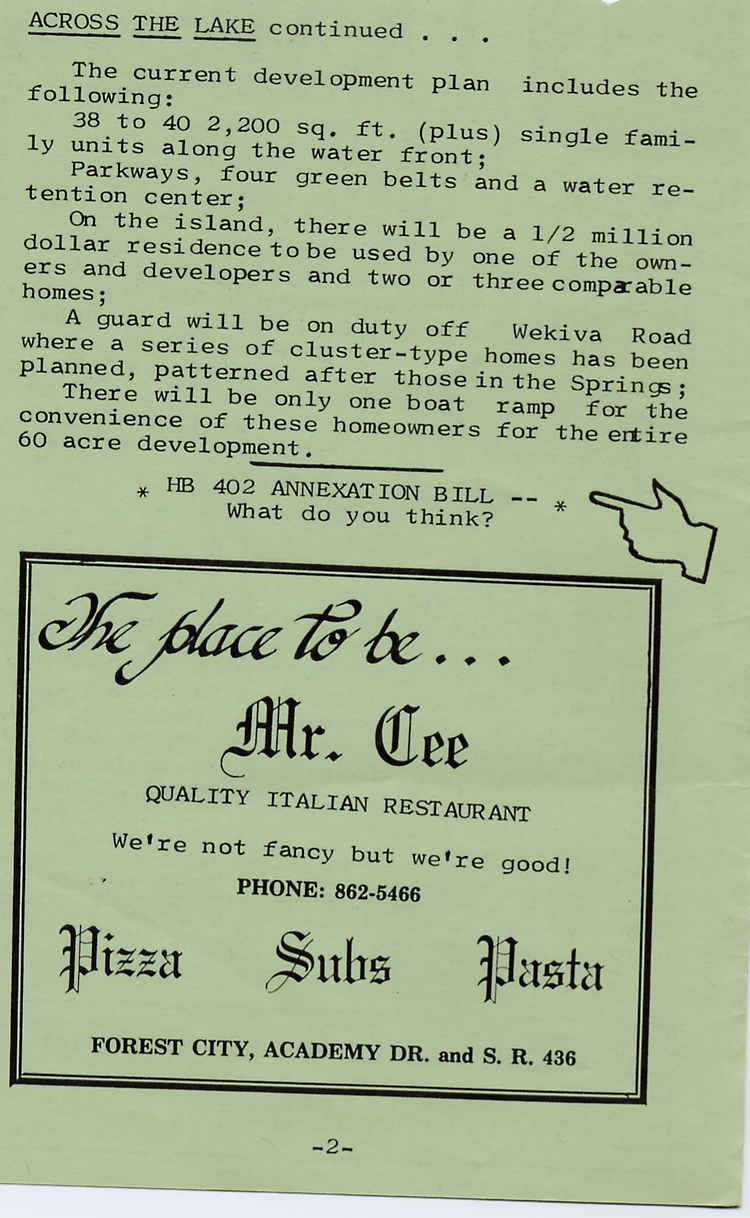 ACROSS THE LAKE continued . . .
The current development plan includes the
following:
38 to 40 2,200 sq. ft. (plus) single fami-
ly units along the water front;
Parkways, four green belts and a water re-
tention center;
On the island, there will be a 1/2 million
dollar residence to be used by one of the own-
ers and developers and two or three comparable
homes;
A guard will be on duty off Wekiva Road
where a series of cluster-type homes has been
planned, patterned after those in the Springs;
There will be only one boat ramp for the
convenience of these homeowners for the entire
60 acre development.
* HB 402 ANNEXATION BILL -- *
What do you think?
The place to be...
Mr. Cee
QUALITY ITALIAN RESTAURANT
We're not fancy but we're good!
PHONE: 862-5466
Pizza Subs Pasta
FOREST CITY, ACADEMY DR. and S. R. 436
-2-